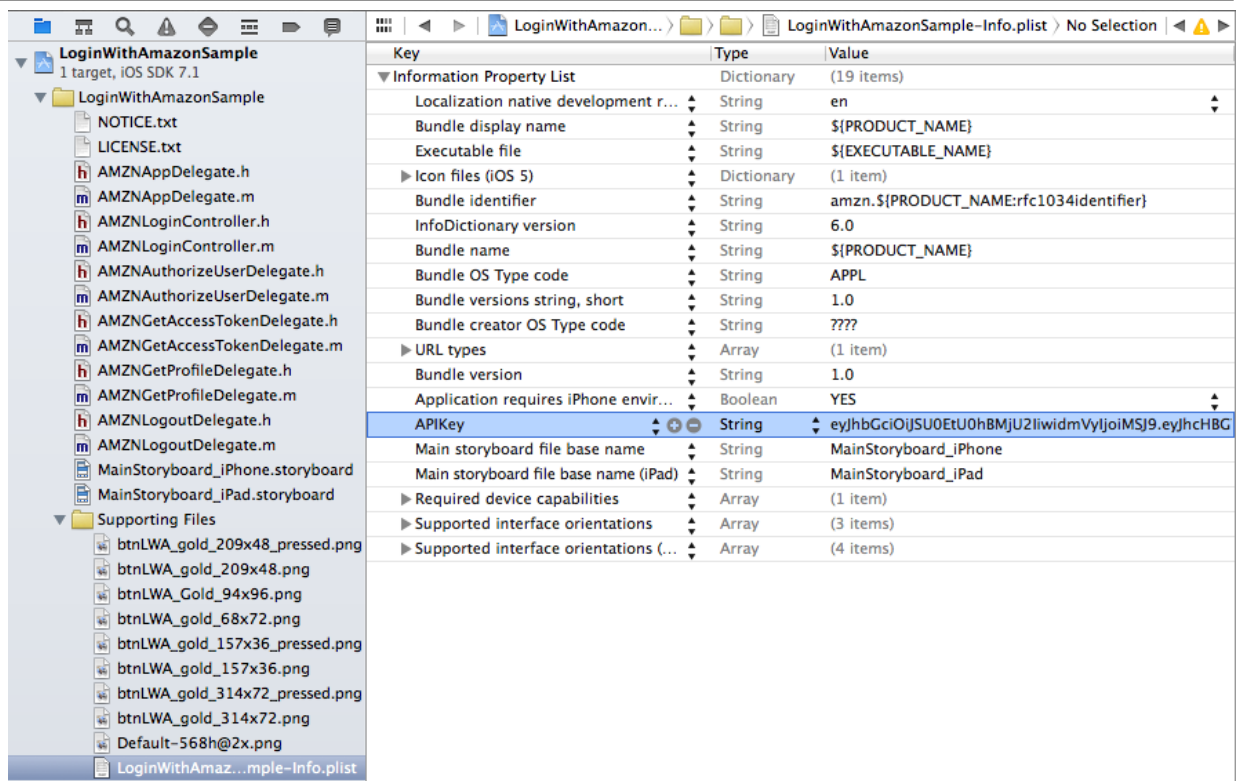 LoginWithAmazon... LoginWithAmazonSample-Info.plist No Selection
LoginWithAmazonSample
1 target, iOS SDK 7.1
LoginWithAmazonSample
NOTICE.txt
LICENSE.txt
AMZNAppDelegate.h
AMZNAppDelegate.m
AMZNLoginController.h
AMZNLoginController.m
AMZNAuthorizeUserDelegate.h
AMZNAuthorizeUserDelegate.m
AMZNGetAccessTokenDelegate.h
AMZNGetAccessTokenDelegate.m
AMZNGetProfileDelegate.h
AMZNGetProfileDelegate.m
AMZNLogoutDelegate.h
AMZNLogoutDelegate.m
MainStoryboard_iPhone.storyboard
MainStoryboard_iPad.storyboard
Supporting Files
btnLWA_gold_209x48_pressed.png
btnLWA_gold_209x48.png
btnLWA_Gold_94x96.png
btnLWA_gold_68x72.png
btnLWA_gold_157x36_pressed.png
btnLWA_gold_157x36.png
btnLWA_gold_314x72_pressed.png
btnLWA_gold_314x72.png
Default-568h@2x.png
LoginWithAmaz...mple-Info.plist
Key Type Value
Information Property List Dictionary (19 items)
Localization native development r... String en
Bundle display name String ${PRODUCT_NAME}
Executable file String ${EXECUTABLE_NAME}
Icon files (iOS 5) Dictionary (1 item)
Bundle identifier String amzn.${PRODUCT_NAME:rfc1034identifier}
InfoDictionary version String 6.0
Bundle name String ${PRODUCT_NAME}
Bundle OS Type code String APPL
Bundle versions string, short String 1.0
Bundle creator OS Type code String ????
URL types Array (1 item)
Bundle version String 1.0
Application requires iPhone envir... Boolean YES
APIKey String eyJhbGciOiJSU0EtU0hBMjU2IiwidmVyIjoiMSJ9.eyJhcHBG
Main storyboard file base name String MainStoryboard_iPhone
Main storyboard file base name (iPad) String MainStoryboard_iPad
Required device capabilities Array (1 item)
Supported interface orientations Array (3 items)
Supported interface orientations (... Array (4 items)